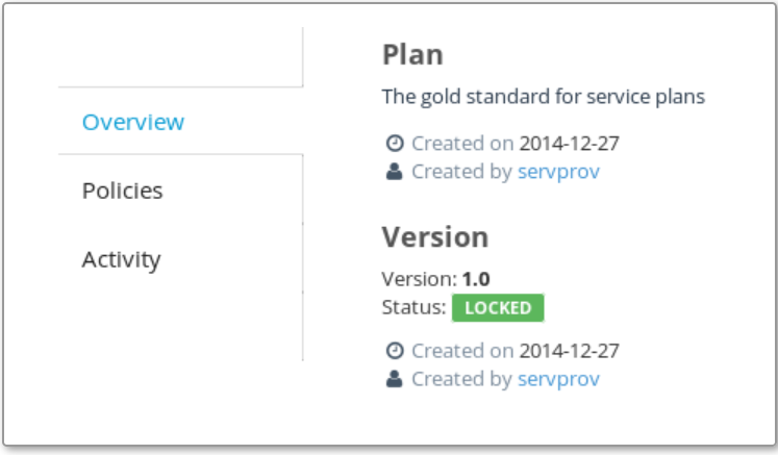 Overview
Policies
Activity
Plan
The gold standard for service plans
Created on 2014-12-27
Created by servprov
Version
Version: 1.0
Status: LOCKED
Created on 2014-12-27
Created by servprov